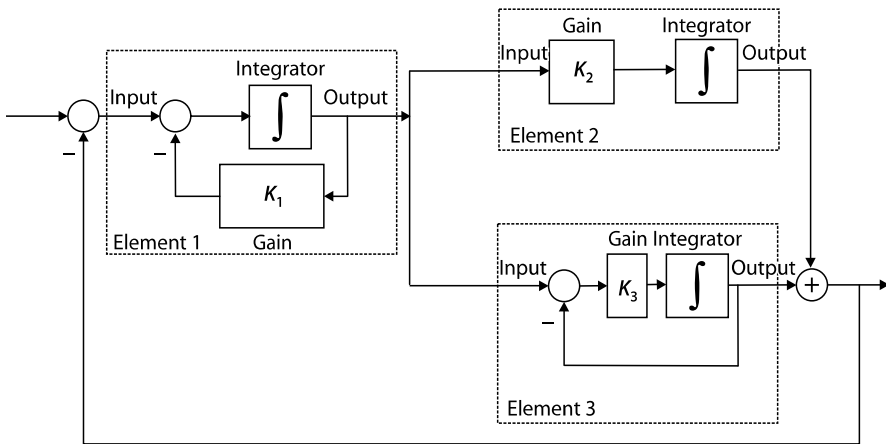 Input
Integrator
∫
Output
−
−
K1
Element 1
Gain
Gain
Integrator
Input
K2
∫
Output
Element 2
Gain Integrator
Input
K3
∫
Output
−
+
Element 3